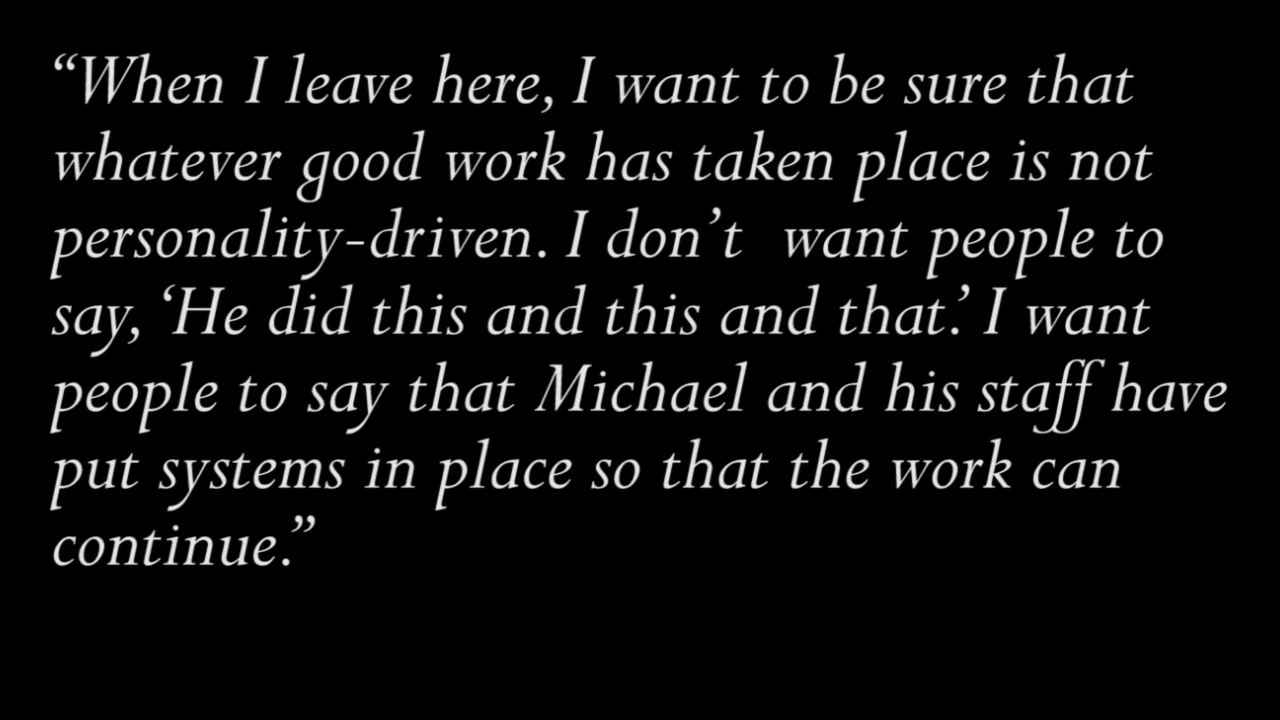 “When I leave here, I want to be sure that
whatever good work has taken place is not
personality-driven. I don’t  want people to
say, ‘He did this and this and that.’ I want
people to say that Michael and his staff have
put systems in place so that the work can
continue.”